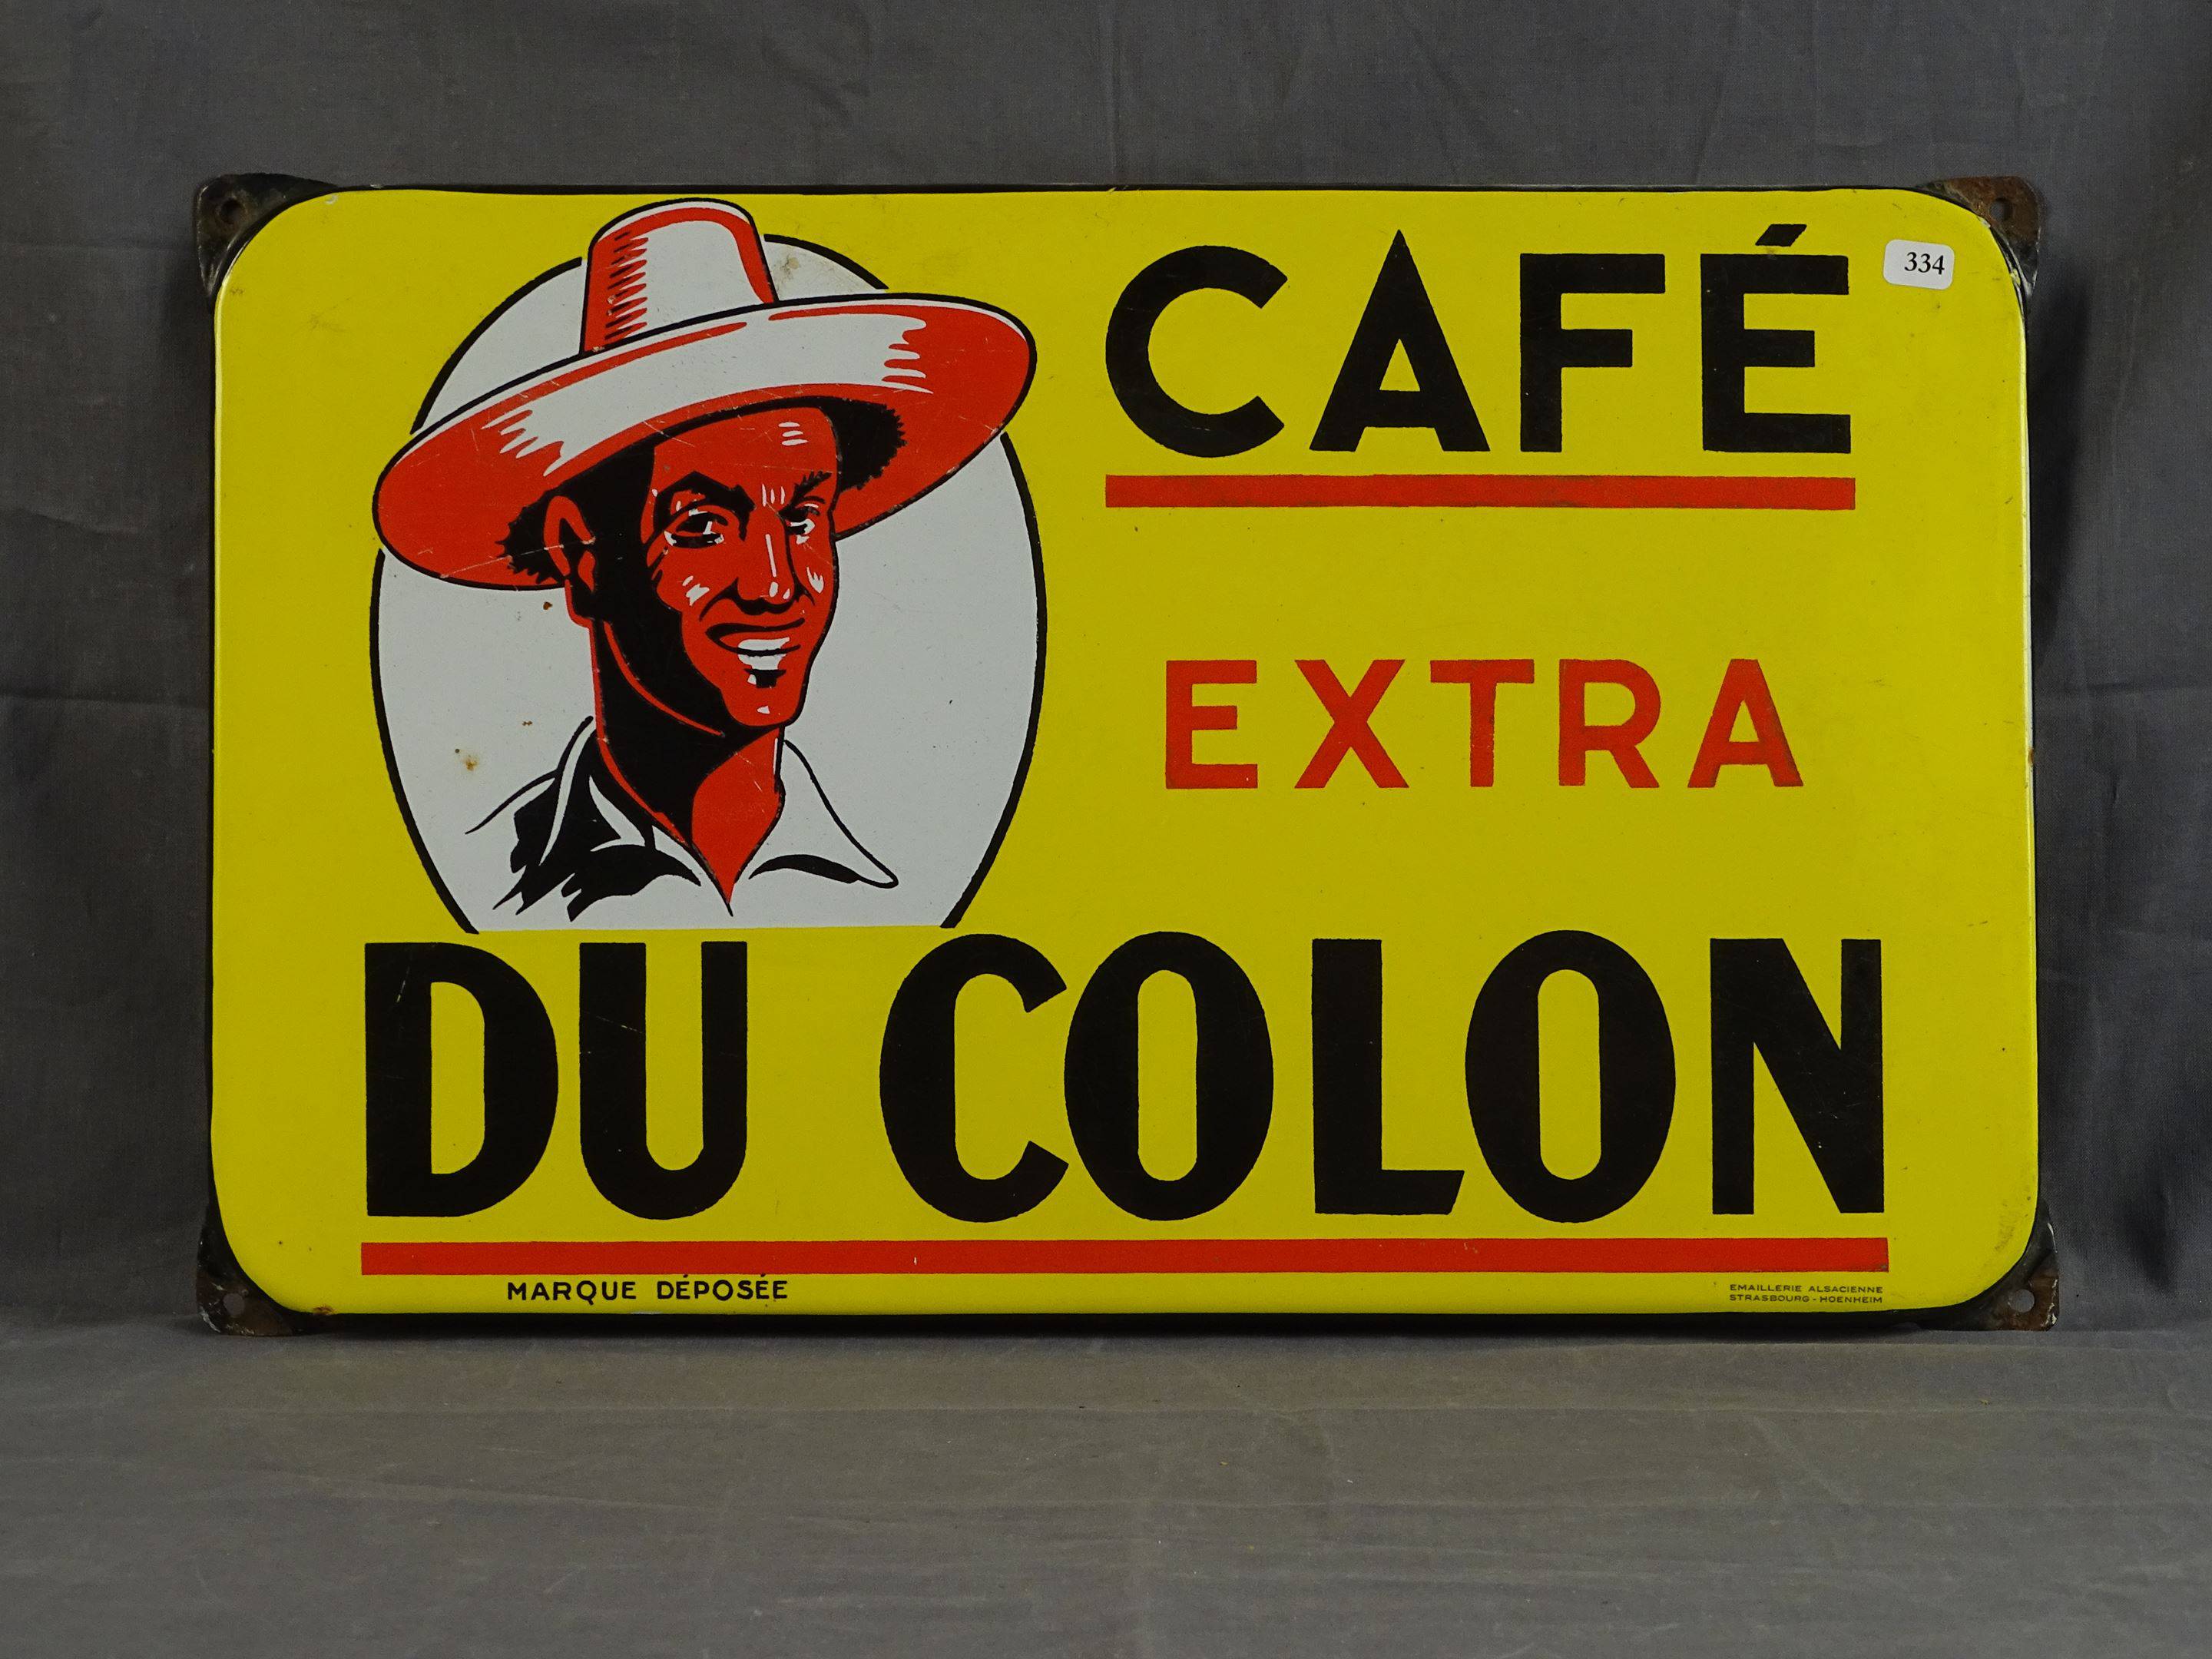 CAFÉ
334
EXTRA
DU COLON
MARQUE DÉPOSÉE
EMAILLERIE ALSACIENNE
STRASBOURG - HOENHEIM